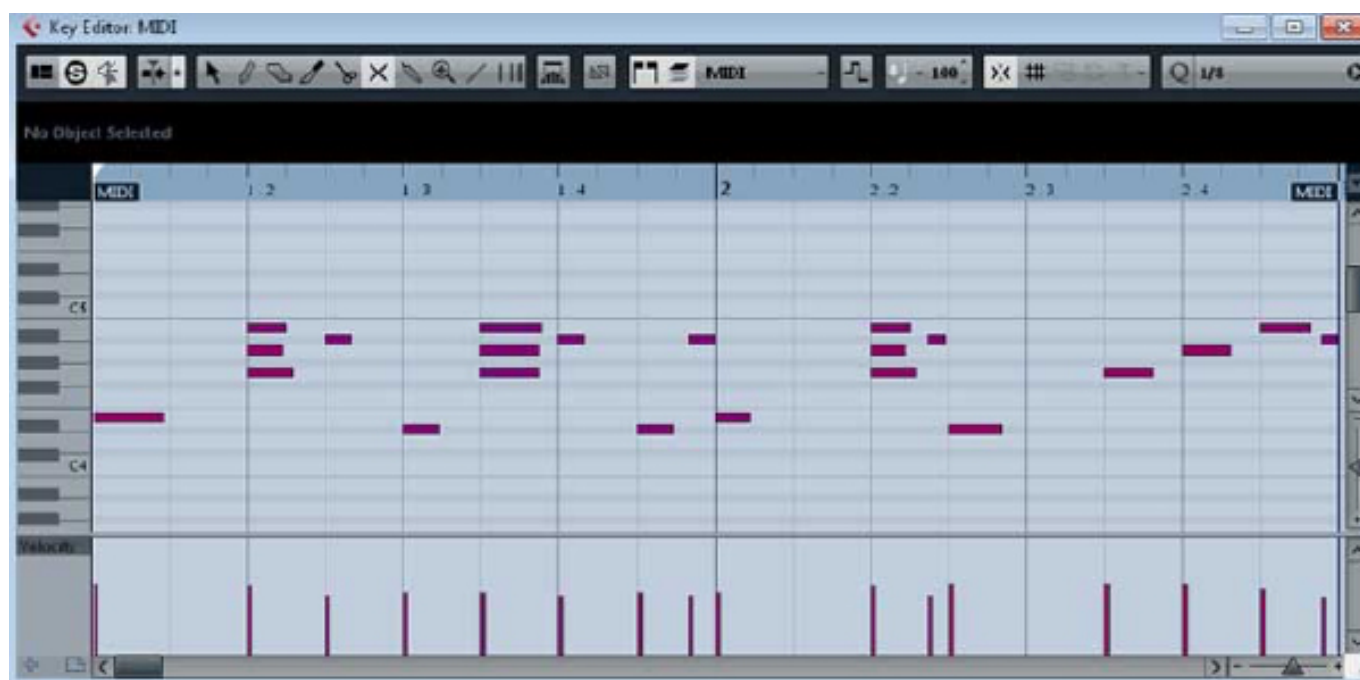 Key Editor: MIDI
MIDI - 100 Q 1/8
No Object Selected
MIDI 1.2 1.3 1.4 2 2.2 2.3 2.4 MIDI
C5
C4
Velocity